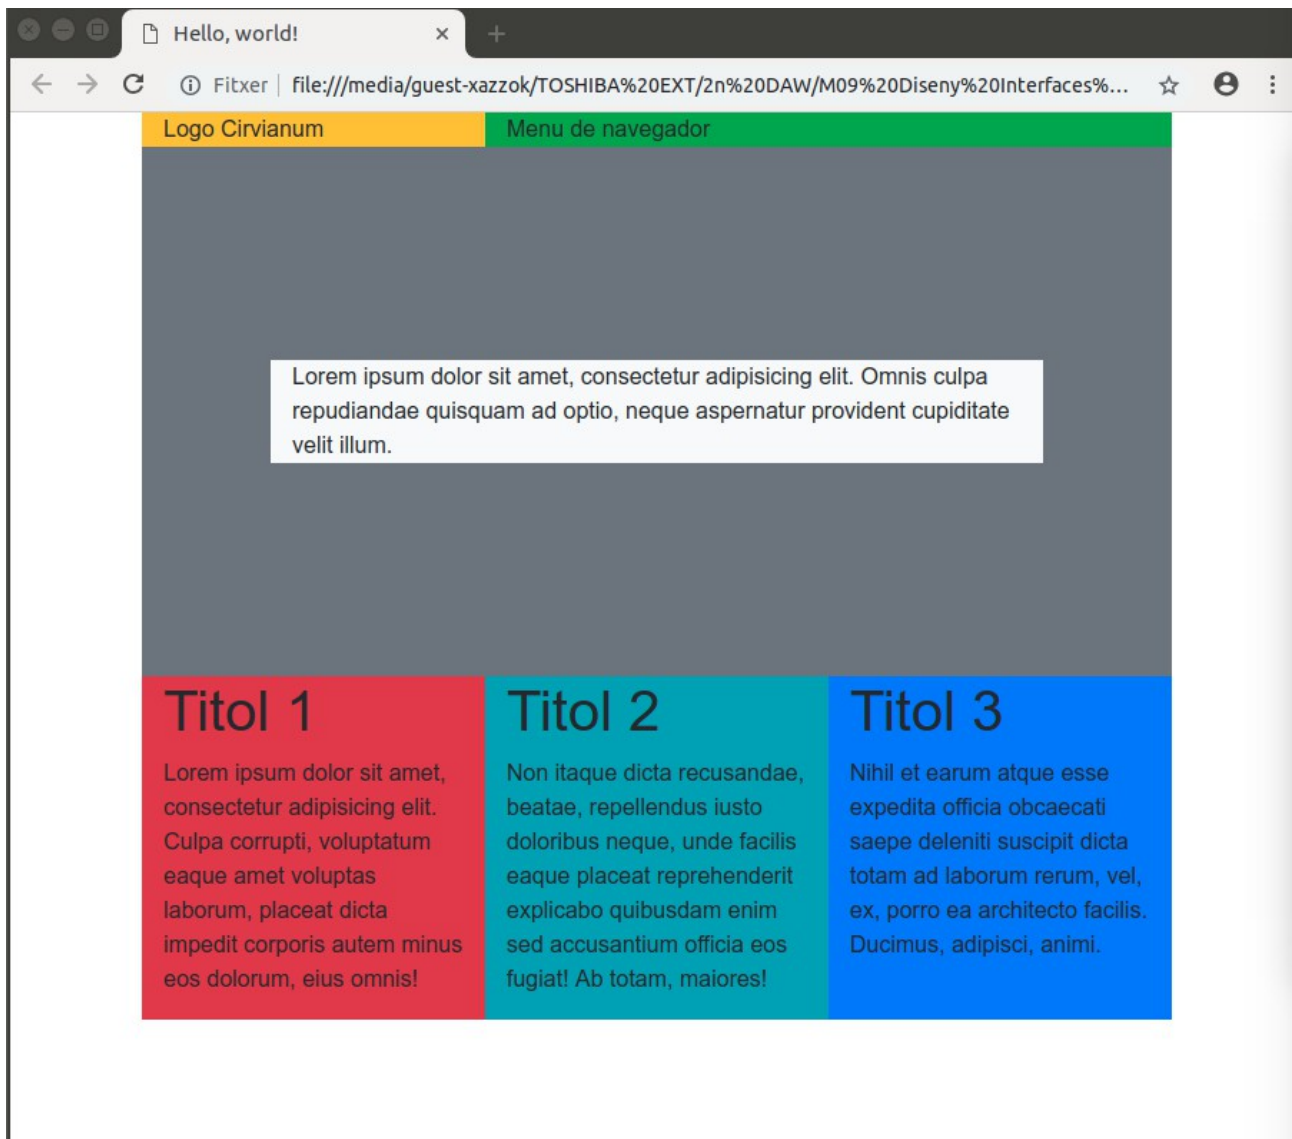 Hello, world!
Fitxer file:///media/guest-xazzok/TOSHIBA%20EXT/2n%20DAW/M09%20Diseny%20Interfaces%...
Logo Cirvianum
Menu de navegador
Lorem ipsum dolor sit amet, consectetur adipisicing elit. Omnis culpa
repudiandae quisquam ad optio, neque aspernatur provident cupiditate
velit illum.
Titol 1
Lorem ipsum dolor sit amet,
consectetur adipisicing elit.
Culpa corrupti, voluptatum
eaque amet voluptas
laborum, placeat dicta
impedit corporis autem minus
eos dolorum, eius omnis!
Titol 2
Non itaque dicta recusandae,
beatae, repellendus iusto
doloribus neque, unde facilis
eaque placeat reprehenderit
explicabo quibusdam enim
sed accusantium officia eos
fugiat! Ab totam, maiores!
Titol 3
Nihil et earum atque esse
expedita officia obcaecati
saepe deleniti suscipit dicta
totam ad laborum rerum, vel,
ex, porro ea architecto facilis.
Ducimus, adipisci, animi.